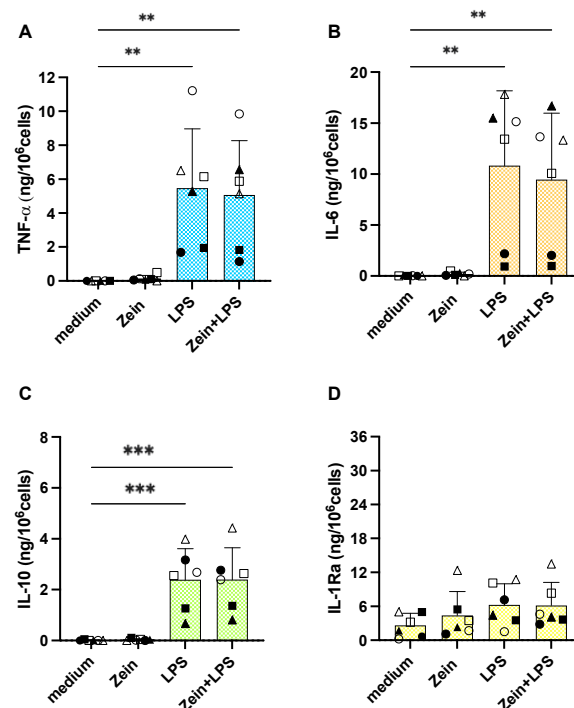 A
**
**
TNF-α (ng/10⁶cells)
12
10
8
6
4
2
0
medium
Zein
LPS
Zein+LPS
B
**
**
IL-6 (ng/10⁶cells)
20
15
10
5
0
medium
Zein
LPS
Zein+LPS
C
***
***
IL-10 (ng/10⁶cells)
8
6
4
2
0
medium
Zein
LPS
Zein+LPS
D
IL-1Ra (ng/10⁶cells)
36
30
24
18
12
6
0
medium
Zein
LPS
Zein+LPS